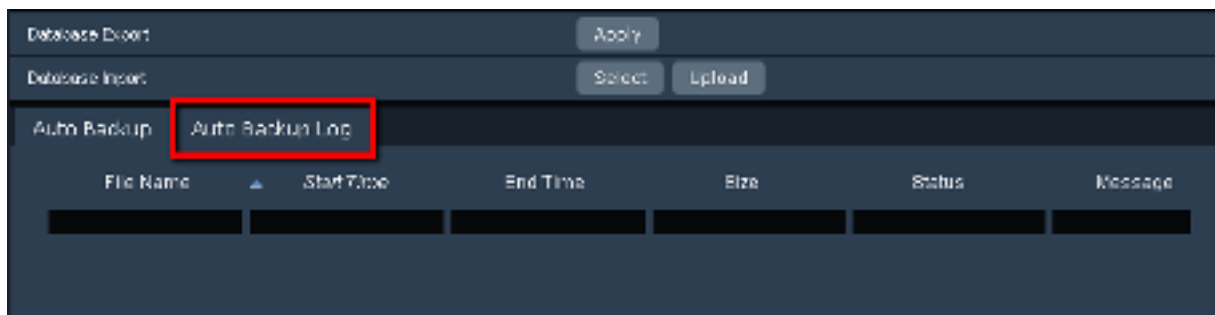 Database Export Apply
Database Import Select Upload
Auto Backup Auto Backup Log
File Name Start Time End Time Size Status Message